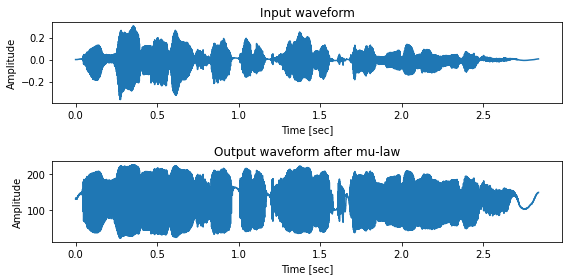 Input waveform
Amplitude
0.2
0.0
−0.2
0.0 0.5 1.0 1.5 2.0 2.5
Time [sec]
Output waveform after mu-law
Amplitude
200
100
0.0 0.5 1.0 1.5 2.0 2.5
Time [sec]